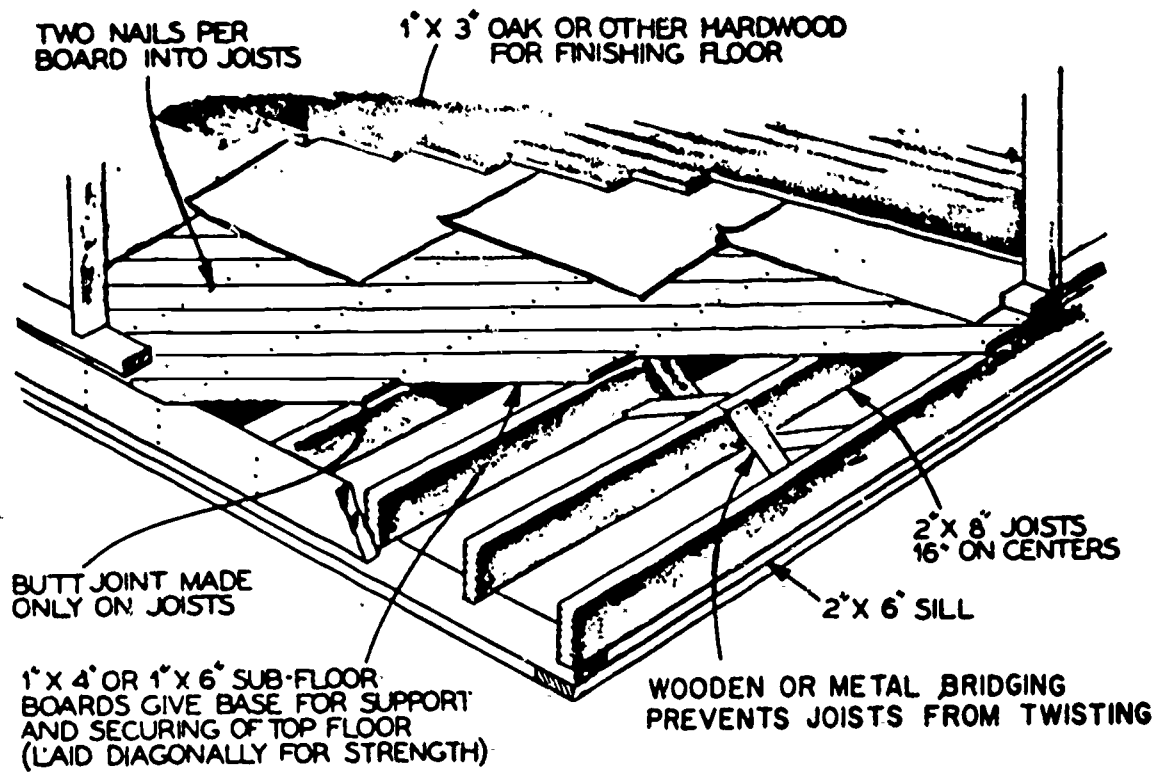 TWO NAILS PER
BOARD INTO JOISTS
1" X 3" OAK OR OTHER HARDWOOD
FOR FINISHING FLOOR
2" X 8" JOISTS
16" ON CENTERS
BUTT JOINT MADE
ONLY ON JOISTS
2" X 6" SILL
1" X 4" OR 1" X 6" SUB-FLOOR
BOARDS GIVE BASE FOR SUPPORT
AND SECURING OF TOP FLOOR
(LAID DIAGONALLY FOR STRENGTH)
WOODEN OR METAL BRIDGING
PREVENTS JOISTS FROM TWISTING